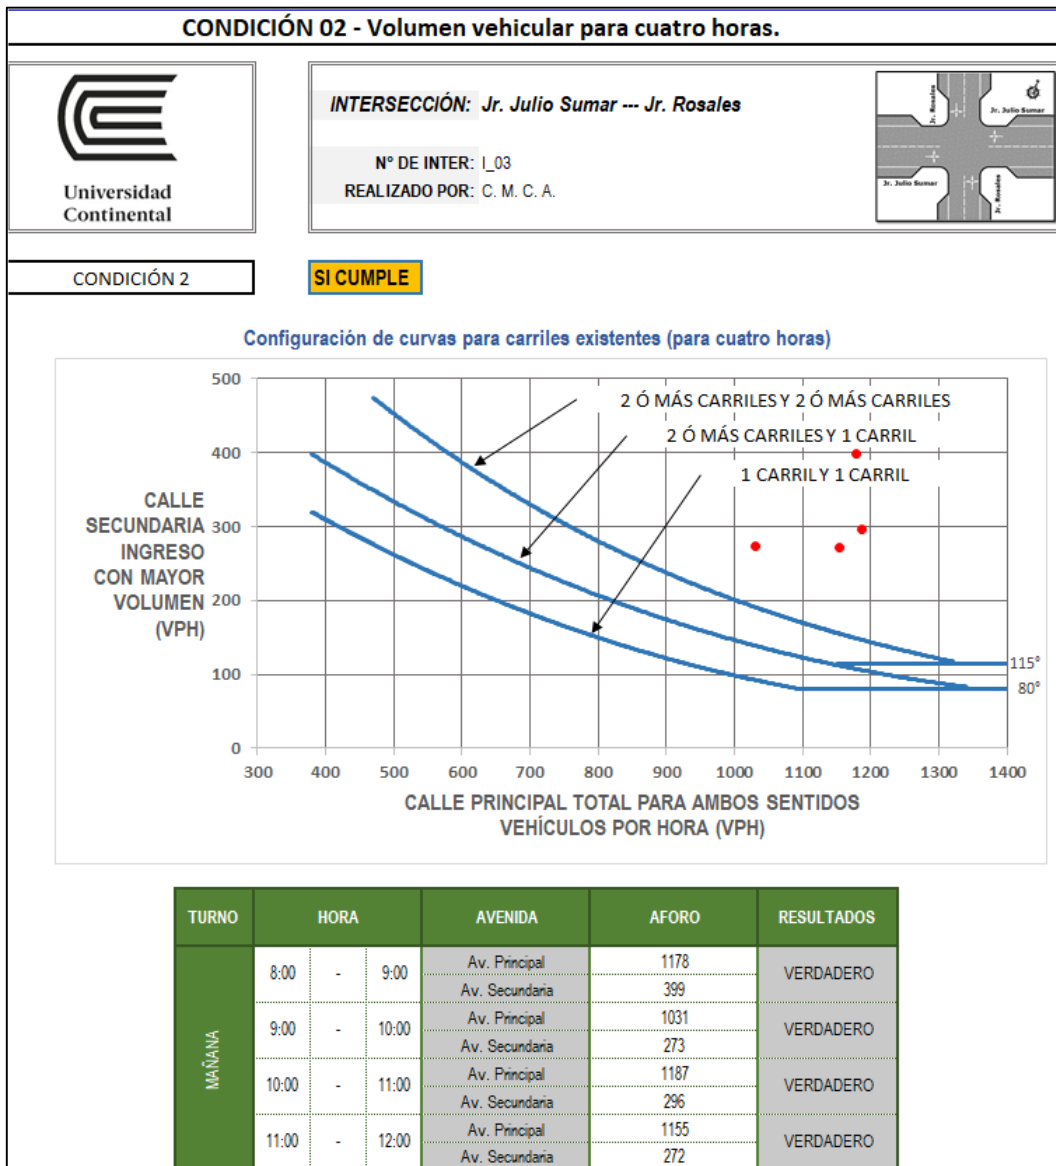 CONDICIÓN 02 - Volumen vehicular para cuatro horas.
Universidad
Continental
INTERSECCIÓN: Jr. Julio Sumar --- Jr. Rosales
N° DE INTER: I_03
REALIZADO POR: C. M. C. A.
Jr. Rosales
Jr. Julio Sumar
Jr. Julio Sumar
Jr. Rosales
CONDICIÓN 2
SI CUMPLE
Configuración de curvas para carriles existentes (para cuatro horas)
500
400
300
200
100
0
CALLE
SECUNDARIA
INGRESO
CON MAYOR
VOLUMEN
(VPH)
2 Ó MÁS CARRILES Y 2 Ó MÁS CARRILES
2 Ó MÁS CARRILES Y 1 CARRIL
1 CARRIL Y 1 CARRIL
115°
80°
300 400 500 600 700 800 900 1000 1100 1200 1300 1400
CALLE PRINCIPAL TOTAL PARA AMBOS SENTIDOS
VEHÍCULOS POR HORA (VPH)
TURNO HORA AVENIDA AFORO RESULTADOS
MAÑANA
8:00 - 9:00 Av. Principal 1178 VERDADERO
Av. Secundaria 399
9:00 - 10:00 Av. Principal 1031 VERDADERO
Av. Secundaria 273
10:00 - 11:00 Av. Principal 1187 VERDADERO
Av. Secundaria 296
11:00 - 12:00 Av. Principal 1155 VERDADERO
Av. Secundaria 272